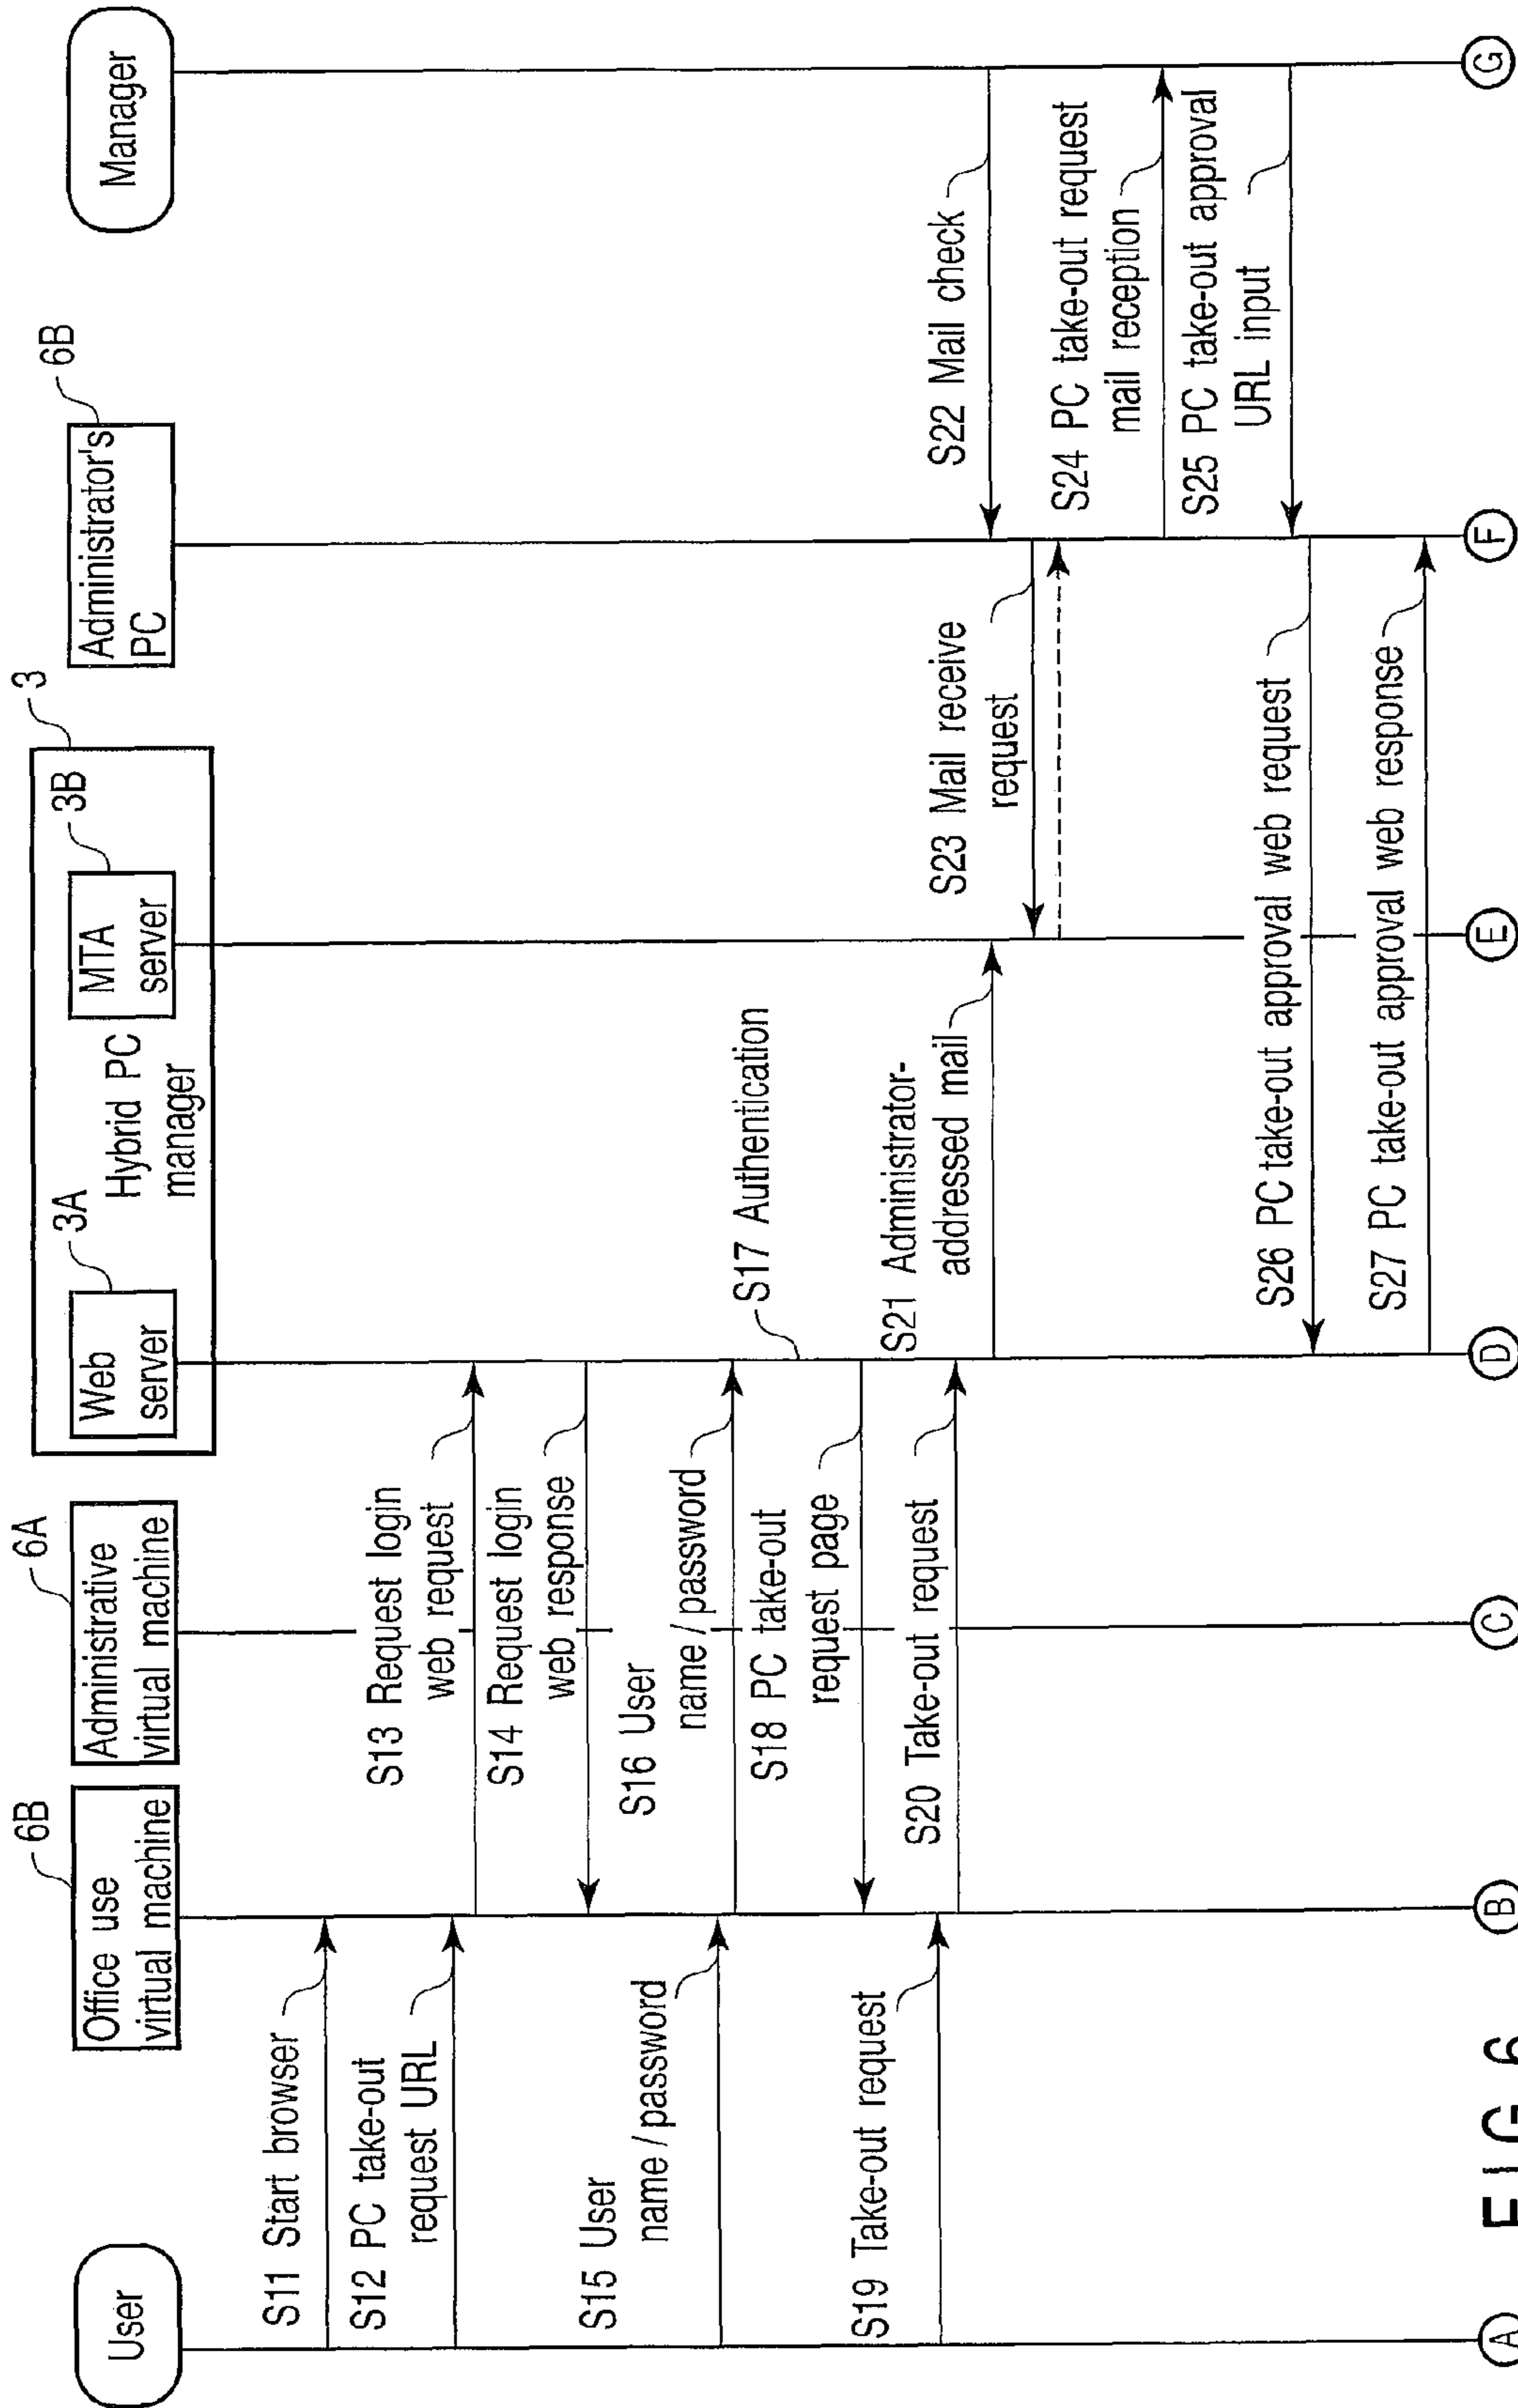 User
Office use
virtual machine
6B
Administrative
virtual machine
6A
Web
server
3A
Hybrid PC
manager
MTA
server
3B
3
Administrator's
PC
6B
Manager
S11 Start browser
S12 PC take-out
request URL
S13 Request login
web request
S14 Request login
web response
S15 User
name / password
S16 User
name / password
S17 Authentication
S18 PC take-out
request page
S19 Take-out request
S20 Take-out request
S21 Administrator-
addressed mail
S22 Mail check
S23 Mail receive
request
S24 PC take-out request
mail reception
S25 PC take-out approval
URL input
S26 PC take-out approval web request
S27 PC take-out approval web response
A
B
C
D
E
F
G
FIG. 6